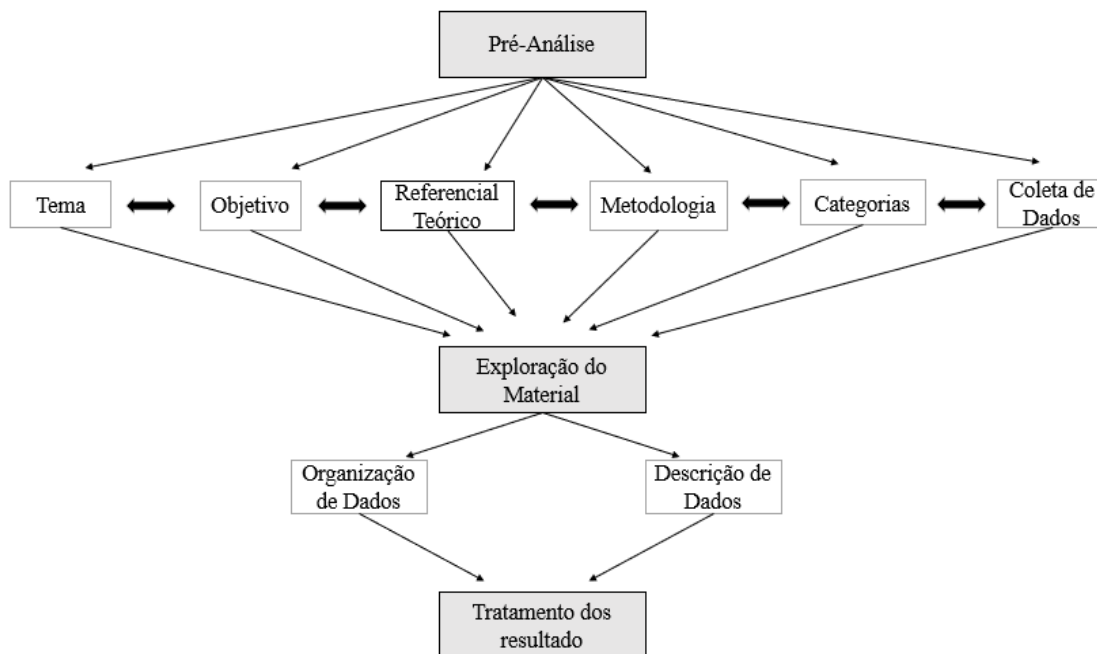 Pré-Análise
Tema
Objetivo
Referencial
Teórico
Metodologia
Categorias
Coleta de
Dados
Exploração do
Material
Organização
de Dados
Descrição de
Dados
Tratamento dos
resultado